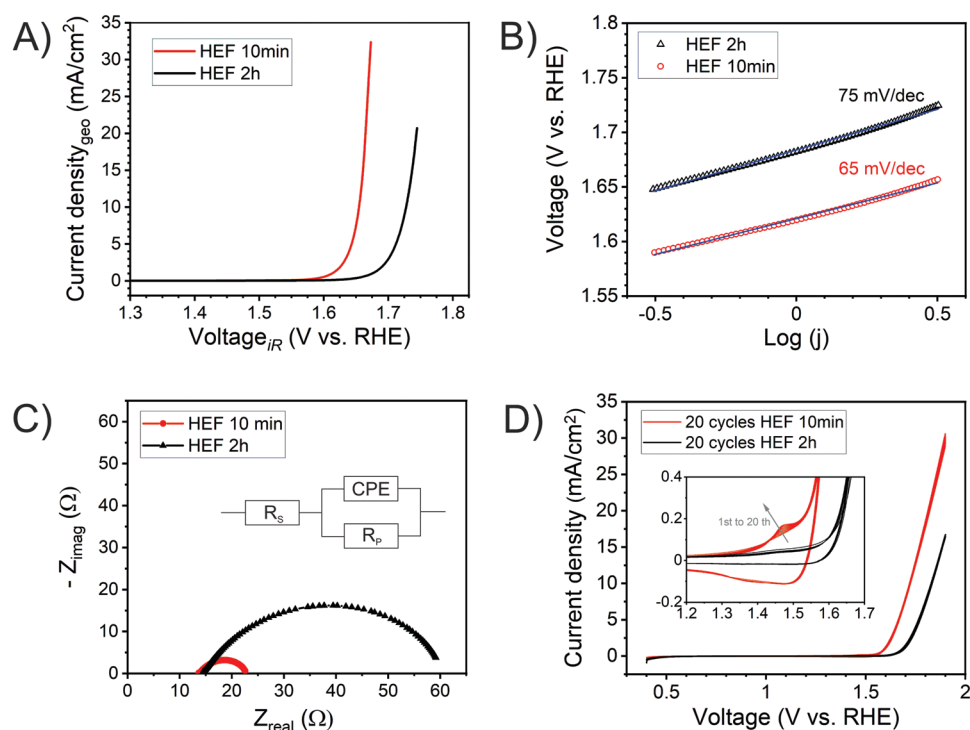 A)
HEF 10min
HEF 2h
Current density_geo (mA/cm²)
35
30
25
20
15
10
5
0
1.3 1.4 1.5 1.6 1.7 1.8
Voltage_iR (V vs. RHE)
B)
HEF 2h
HEF 10min
75 mV/dec
65 mV/dec
Voltage (V vs. RHE)
1.8
1.75
1.7
1.65
1.6
1.55
-0.5 0 0.5
Log (j)
C)
HEF 10 min
HEF 2h
R_S
CPE
R_P
- Z_imag (Ω)
60
55
50
45
40
35
30
25
20
15
10
5
0
0 10 20 30 40 50 60
Z_real (Ω)
D)
20 cycles HEF 10min
20 cycles HEF 2h
Current density (mA/cm²)
35
30
25
20
15
10
5
0
0.4
0.2
0
-0.2
1st to 20 th
1.2 1.3 1.4 1.5 1.6 1.7
0.5 1 1.5 2
Voltage (V vs. RHE)